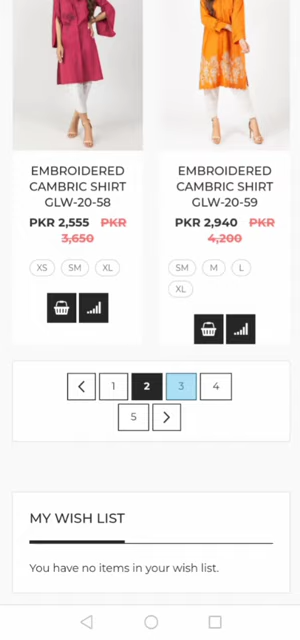 EMBROIDERED
CAMBRIC SHIRT
GLW-20-58
PKR 2,555 PKR
3,650
XS SM XL
EMBROIDERED
CAMBRIC SHIRT
GLW-20-59
PKR 2,940 PKR
4,200
SM M L
XL
1 2 3 4
5
MY WISH LIST
You have no items in your wish list.